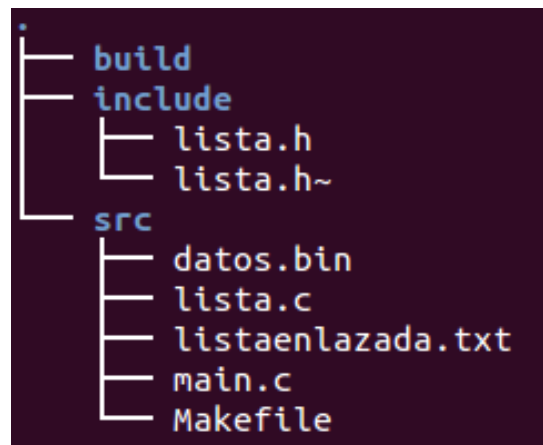 .
build
include
lista.h
lista.h~
src
datos.bin
lista.c
listaenlazada.txt
main.c
Makefile